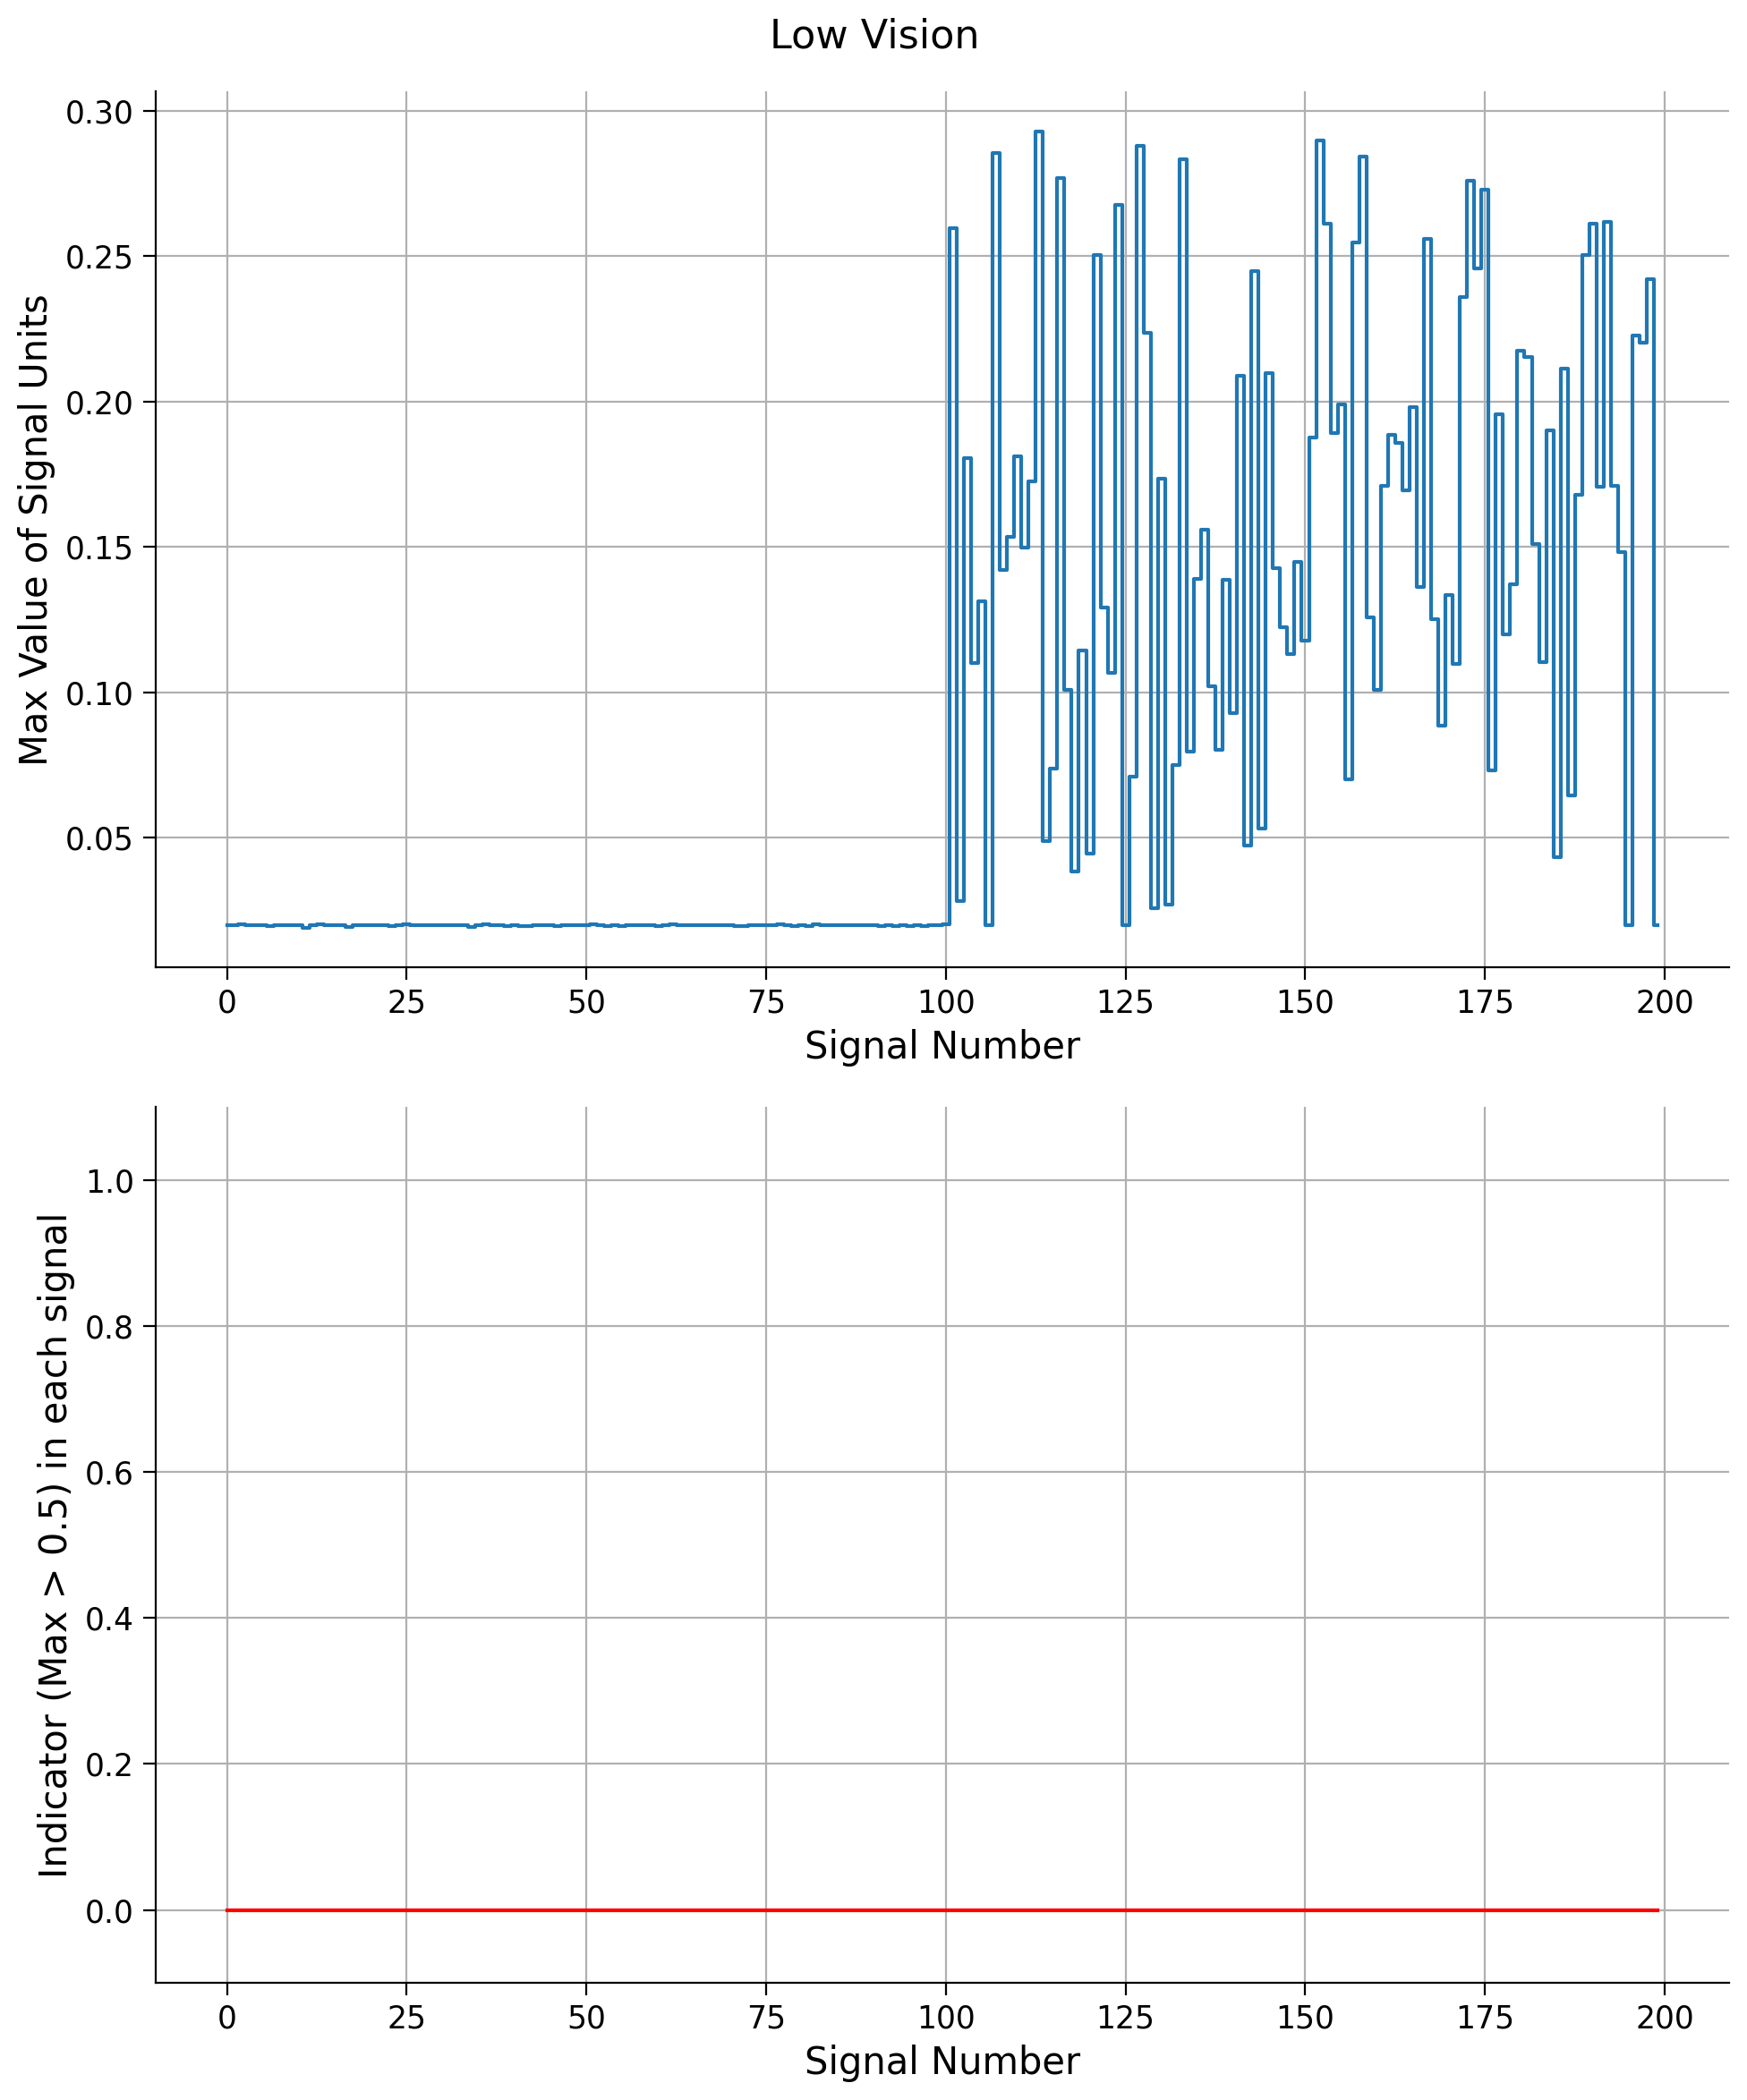 Low Vision
Max Value of Signal Units
0.30
0.25
0.20
0.15
0.10
0.05
0 25 50 75 100 125 150 175 200
Signal Number
Indicator (Max > 0.5) in each signal
1.0
0.8
0.6
0.4
0.2
0.0
0 25 50 75 100 125 150 175 200
Signal Number